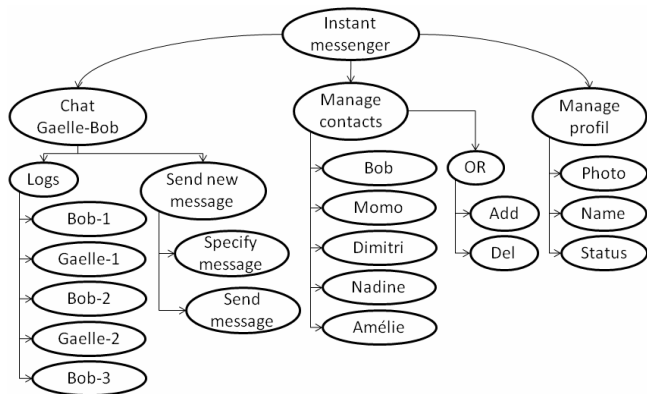 Instant
messenger
Chat
Gaelle-Bob
Logs
Bob-1
Gaelle-1
Bob-2
Gaelle-2
Bob-3
Send new
message
Specify
message
Send
message
Manage
contacts
Bob
Momo
Dimitri
Nadine
Amélie
OR
Add
Del
Manage
profil
Photo
Name
Status